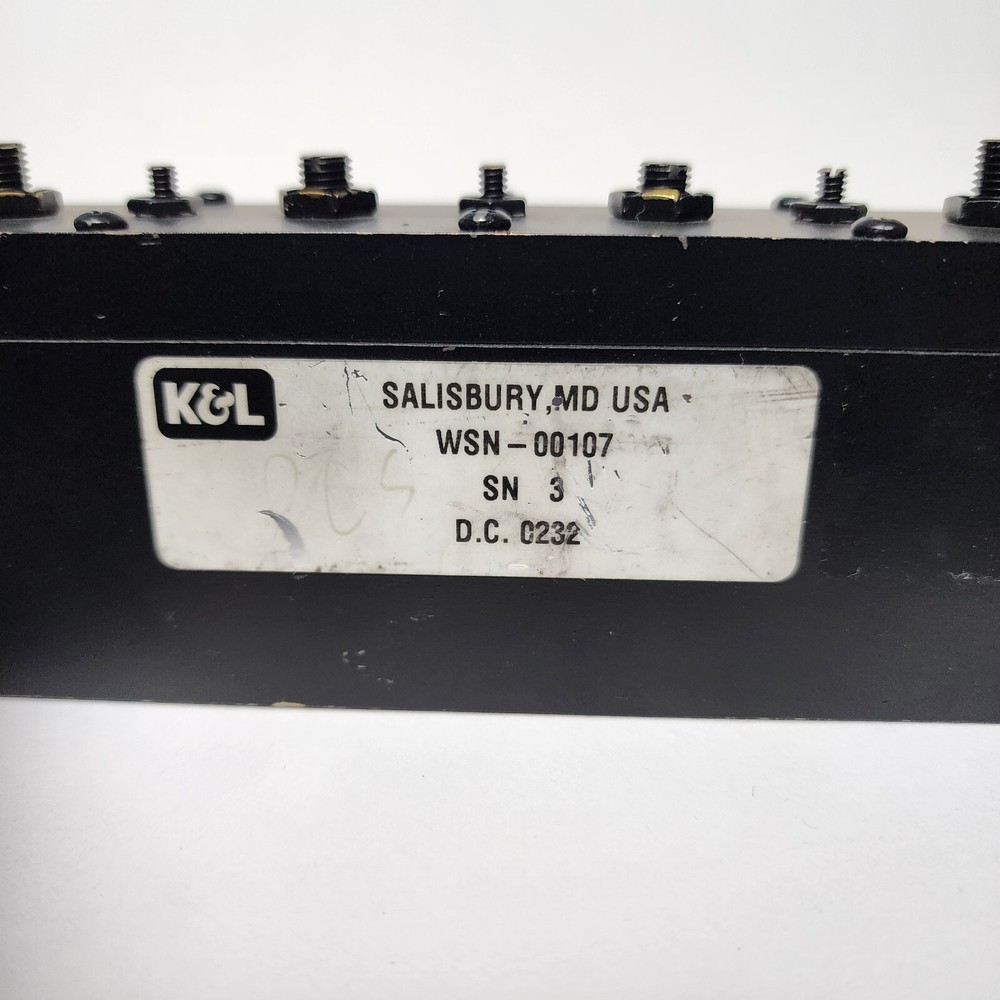 K&L
SALISBURY, MD USA
WSN-00107
SN 3
D.C. 0232